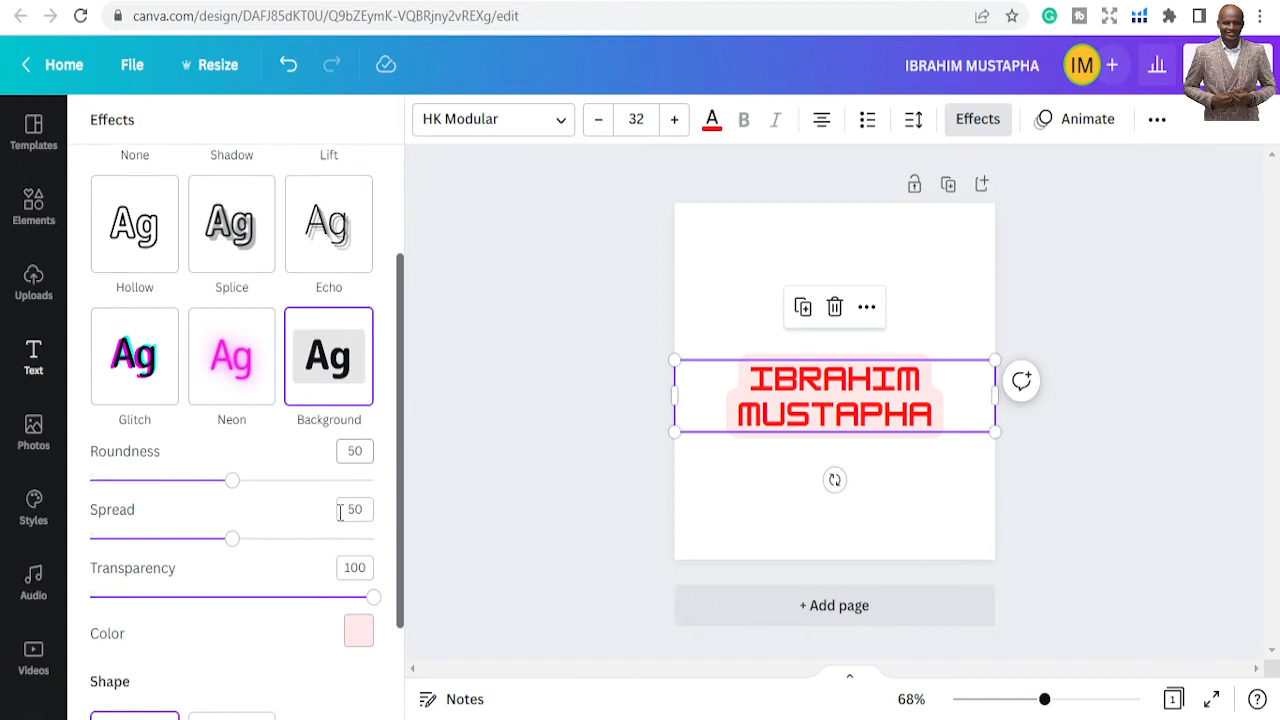 canva.com/design/DAFJ85dKT0U/Q9bZEymK-VQBRjny2vREXg/edit
Home File Resize IBRAHIM MUSTAPHA IM
Effects HK Modular 32 A B I Effects Animate
Templates
Elements
Uploads
Text
Photos
Styles
Audio
Videos
None Shadow Lift
Ag Ag Ag
Hollow Splice Echo
Ag Ag Ag
Glitch Neon Background
Roundness 50
Spread 50
Transparency 100
Color
Shape
IBRAHIM
MUSTAPHA
+ Add page
Notes 68% 1 ?